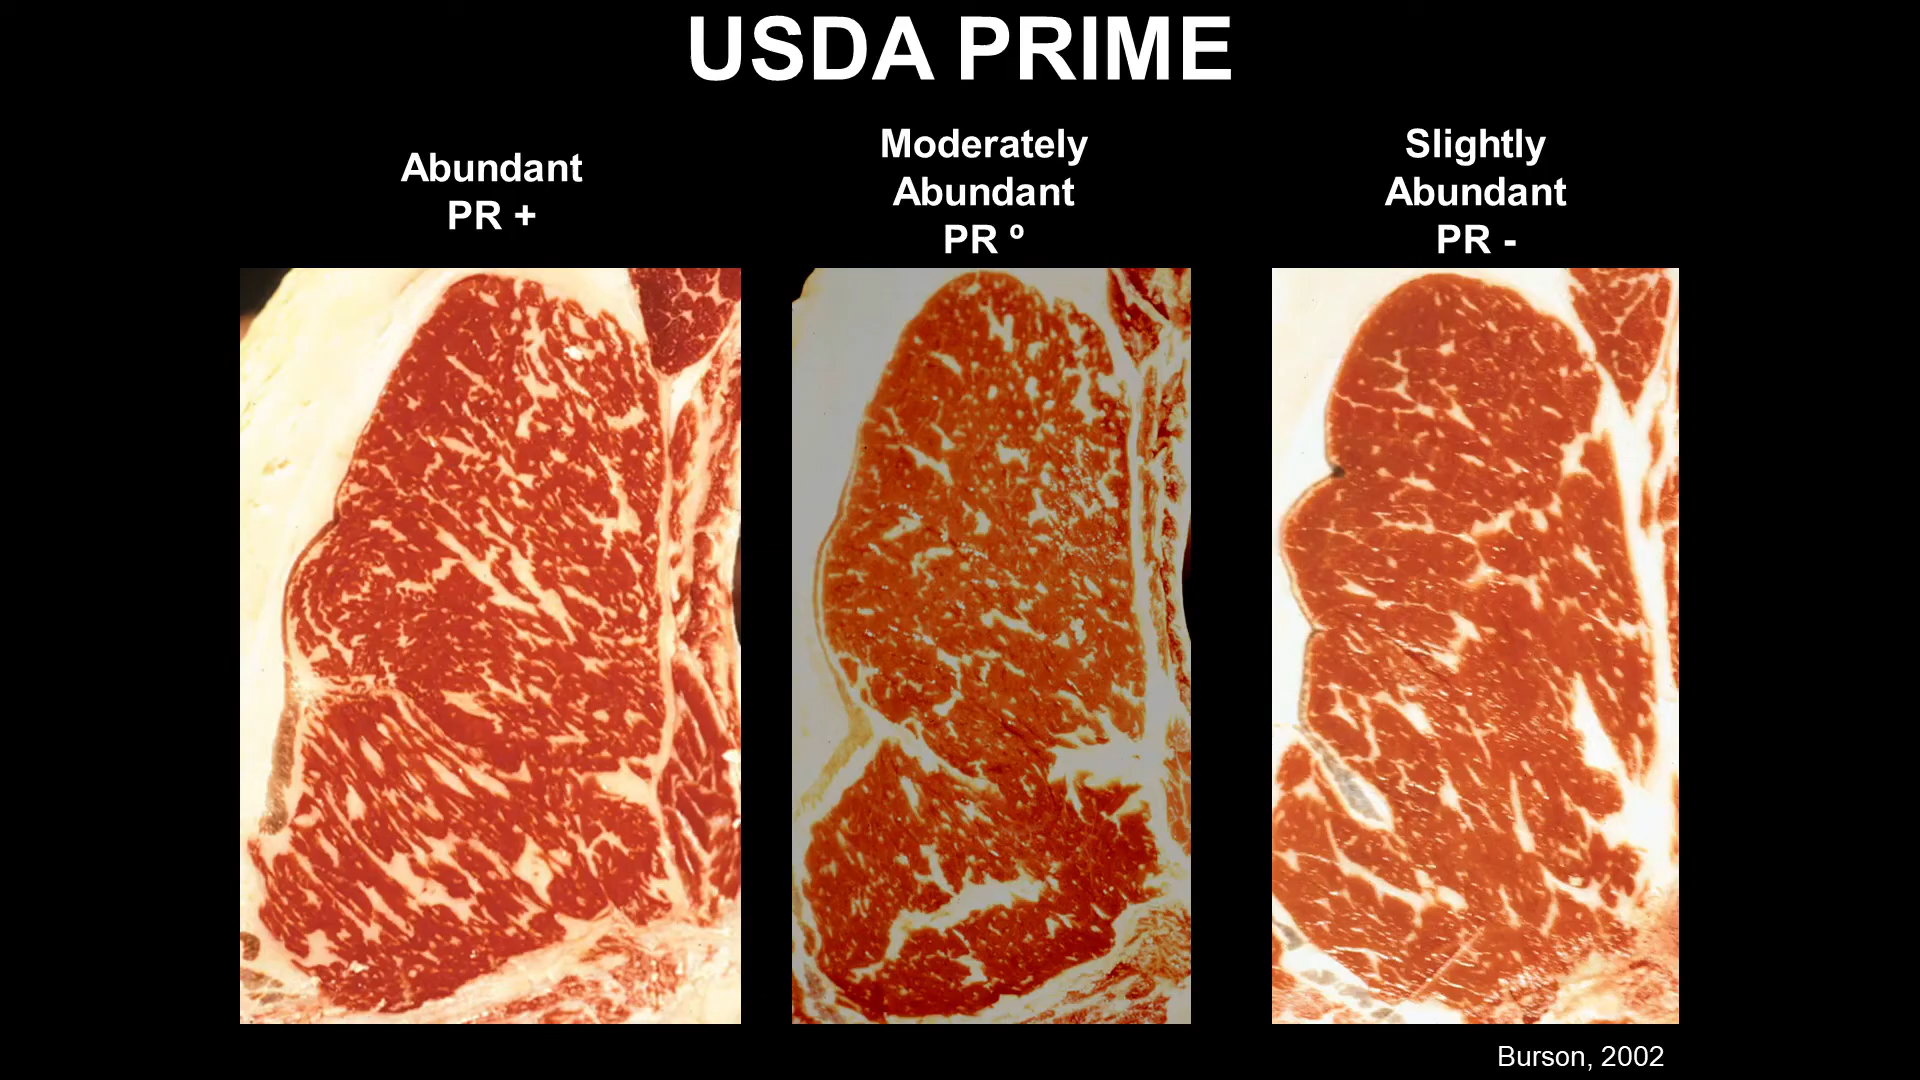 USDA PRIME
Abundant
PR +
Moderately
Abundant
PR º
Slightly
Abundant
PR -
Burson, 2002